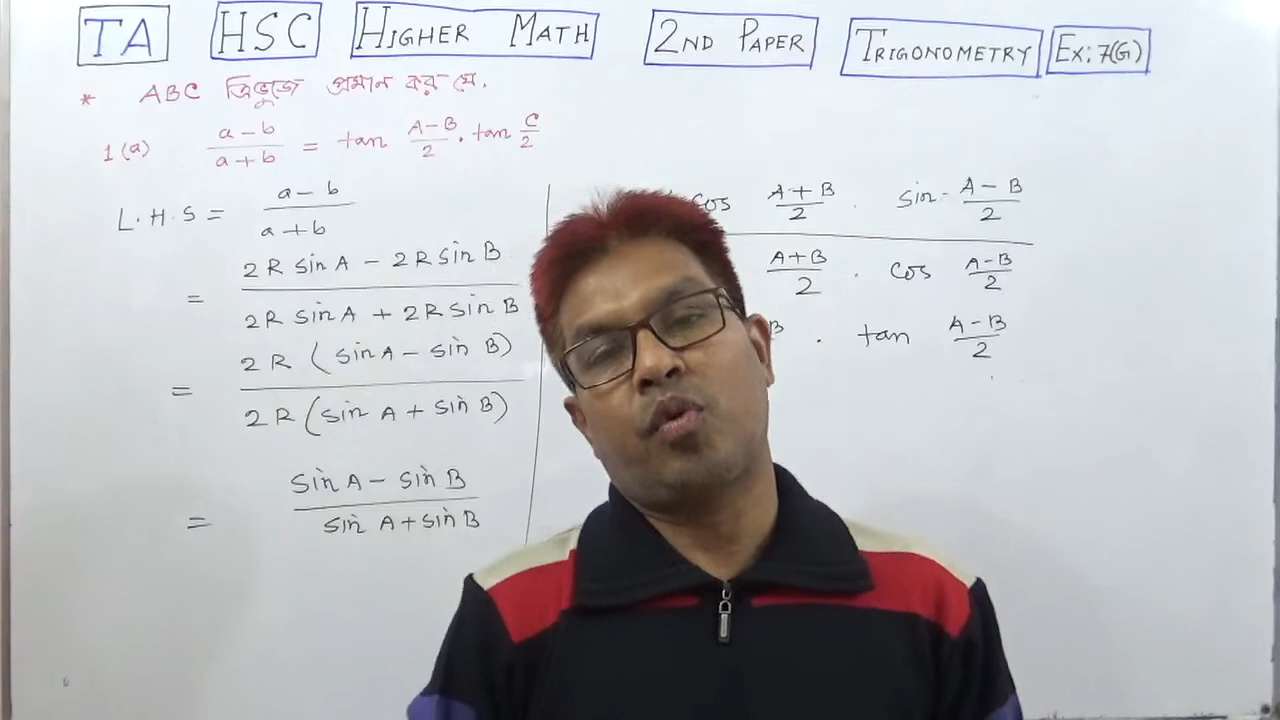 TA HSC HIGHER MATH 2ND PAPER TRIGONOMETRY EX: 7(G)
* ABC ত্রিভুজে প্রমান কর যে,
1(a) (a-b)/(a+b) = tan (A-B)/2 . tan C/2
L.H.S = (a-b)/(a+b)
= (2R sin A - 2R sin B)/(2R sin A + 2R sin B)
= (2R (sin A - sin B))/(2R (sin A + sin B))
= (sin A - sin B)/(sin A + sin B)
cos (A+B)/2 . sin (A-B)/2
(A+B)/2 . cos (A-B)/2
B . tan (A-B)/2